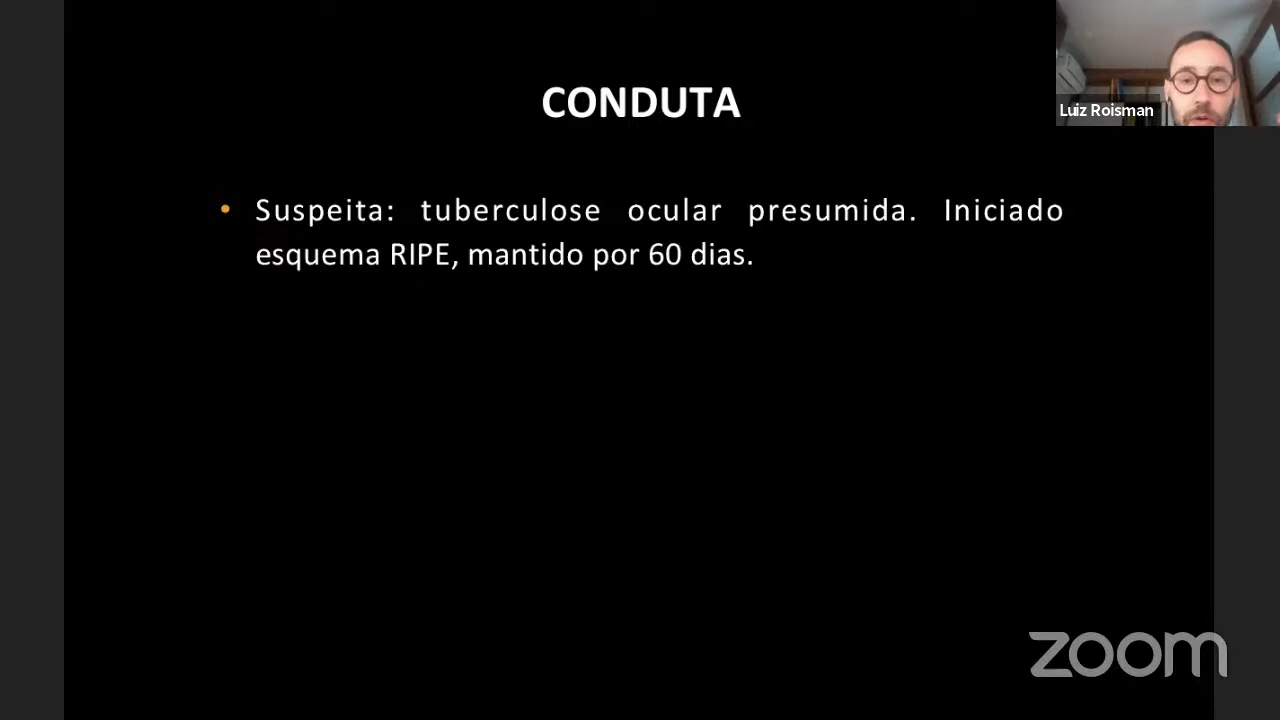 CONDUTA
Luiz Roisman
• Suspeita: tuberculose ocular presumida. Iniciado
esquema RIPE, mantido por 60 dias.
zoom